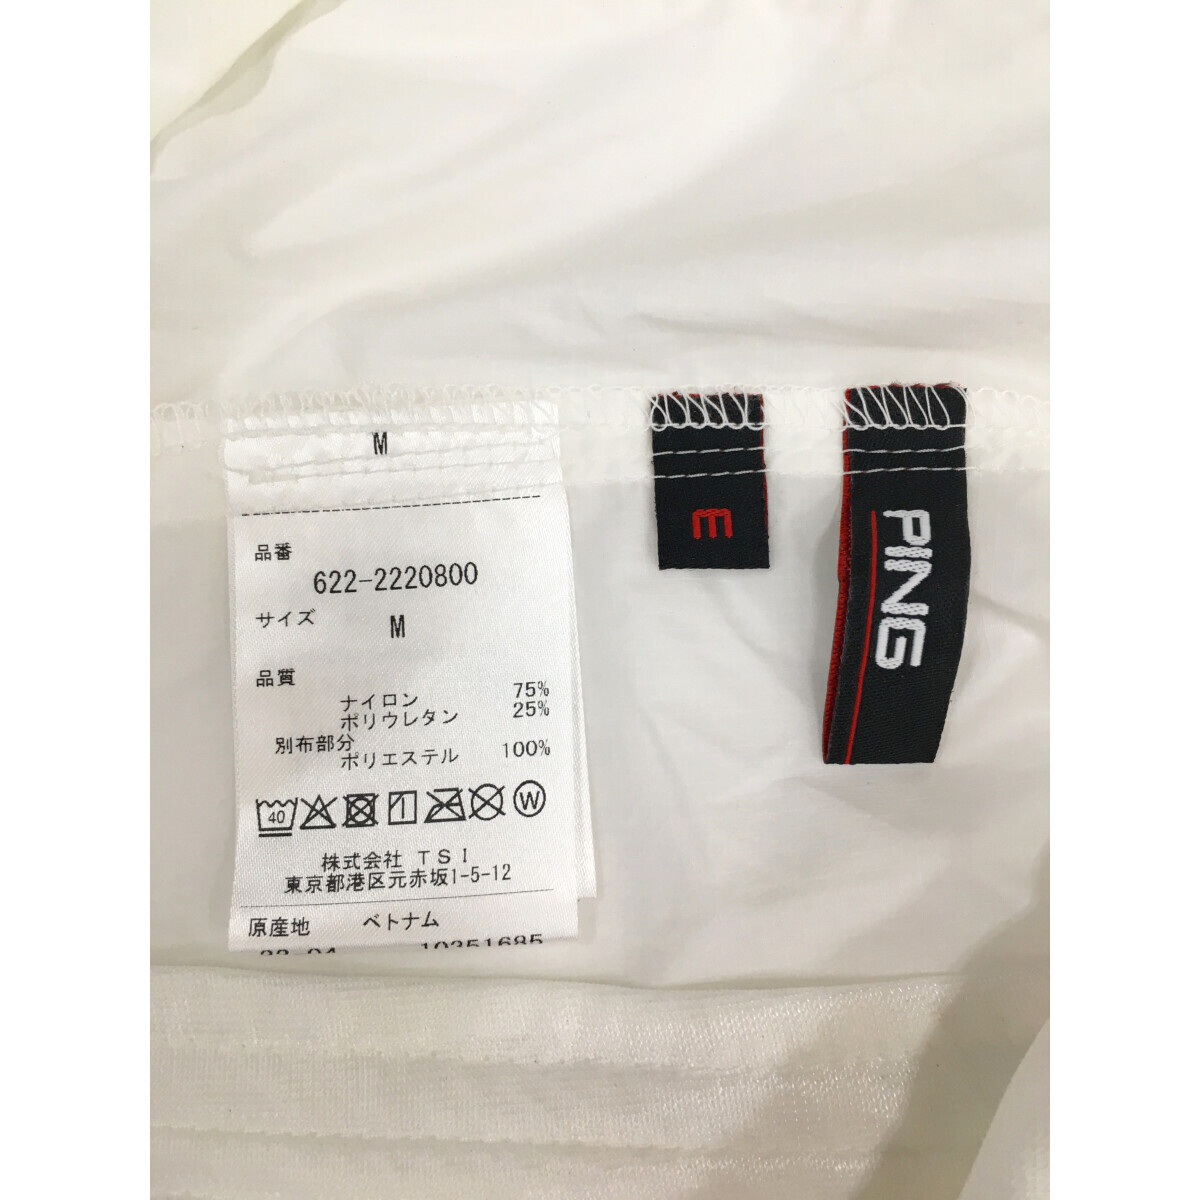 M
品番
622-2220800
サイズ
M
品質
ナイロン 75%
ポリウレタン 25%
別布部分
ポリエステル 100%
40
W
株式会社 TSI
東京都港区元赤坂1-5-12
原産地 ベトナム
10351685
M
PING